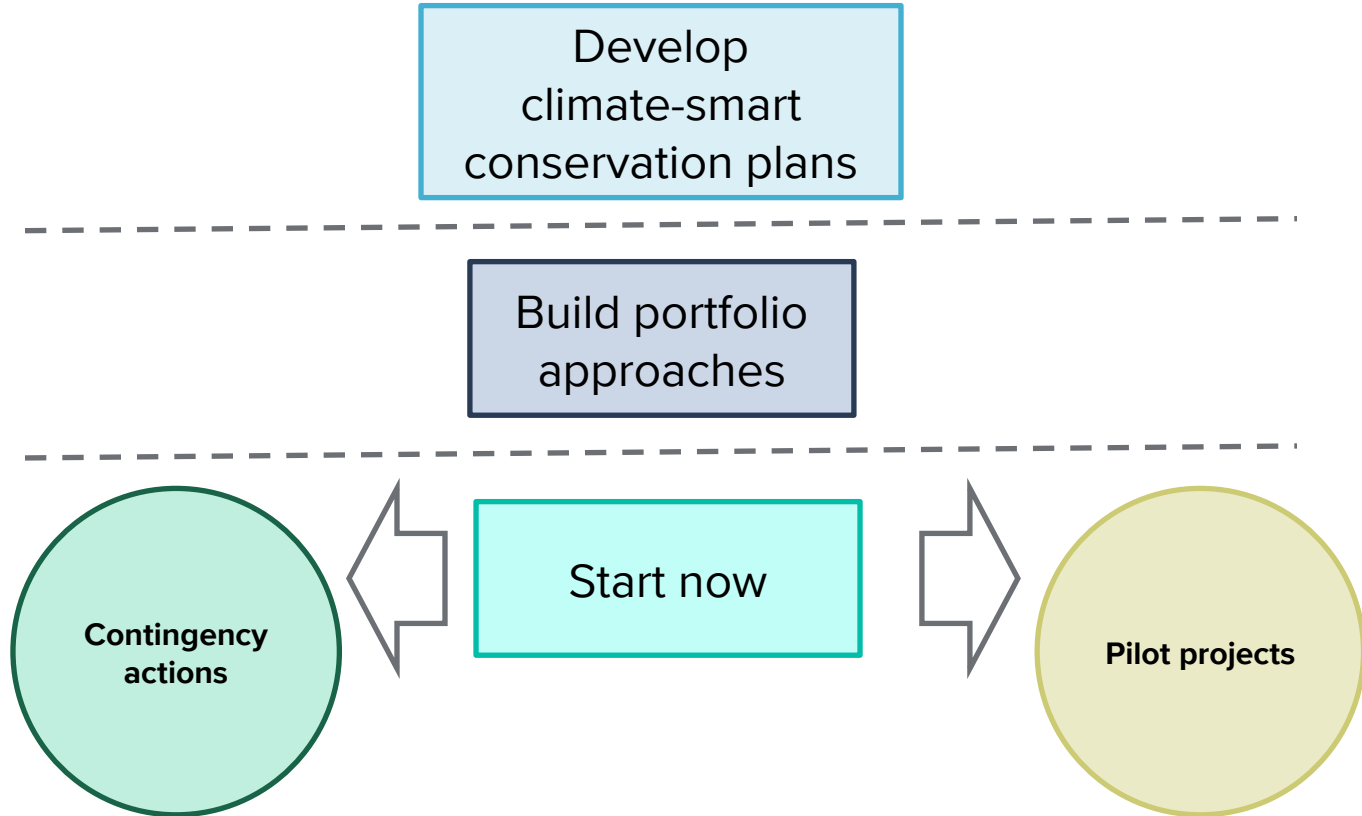 Develop
climate-smart
conservation plans
Build portfolio
approaches
Start now
Contingency
actions
Pilot projects